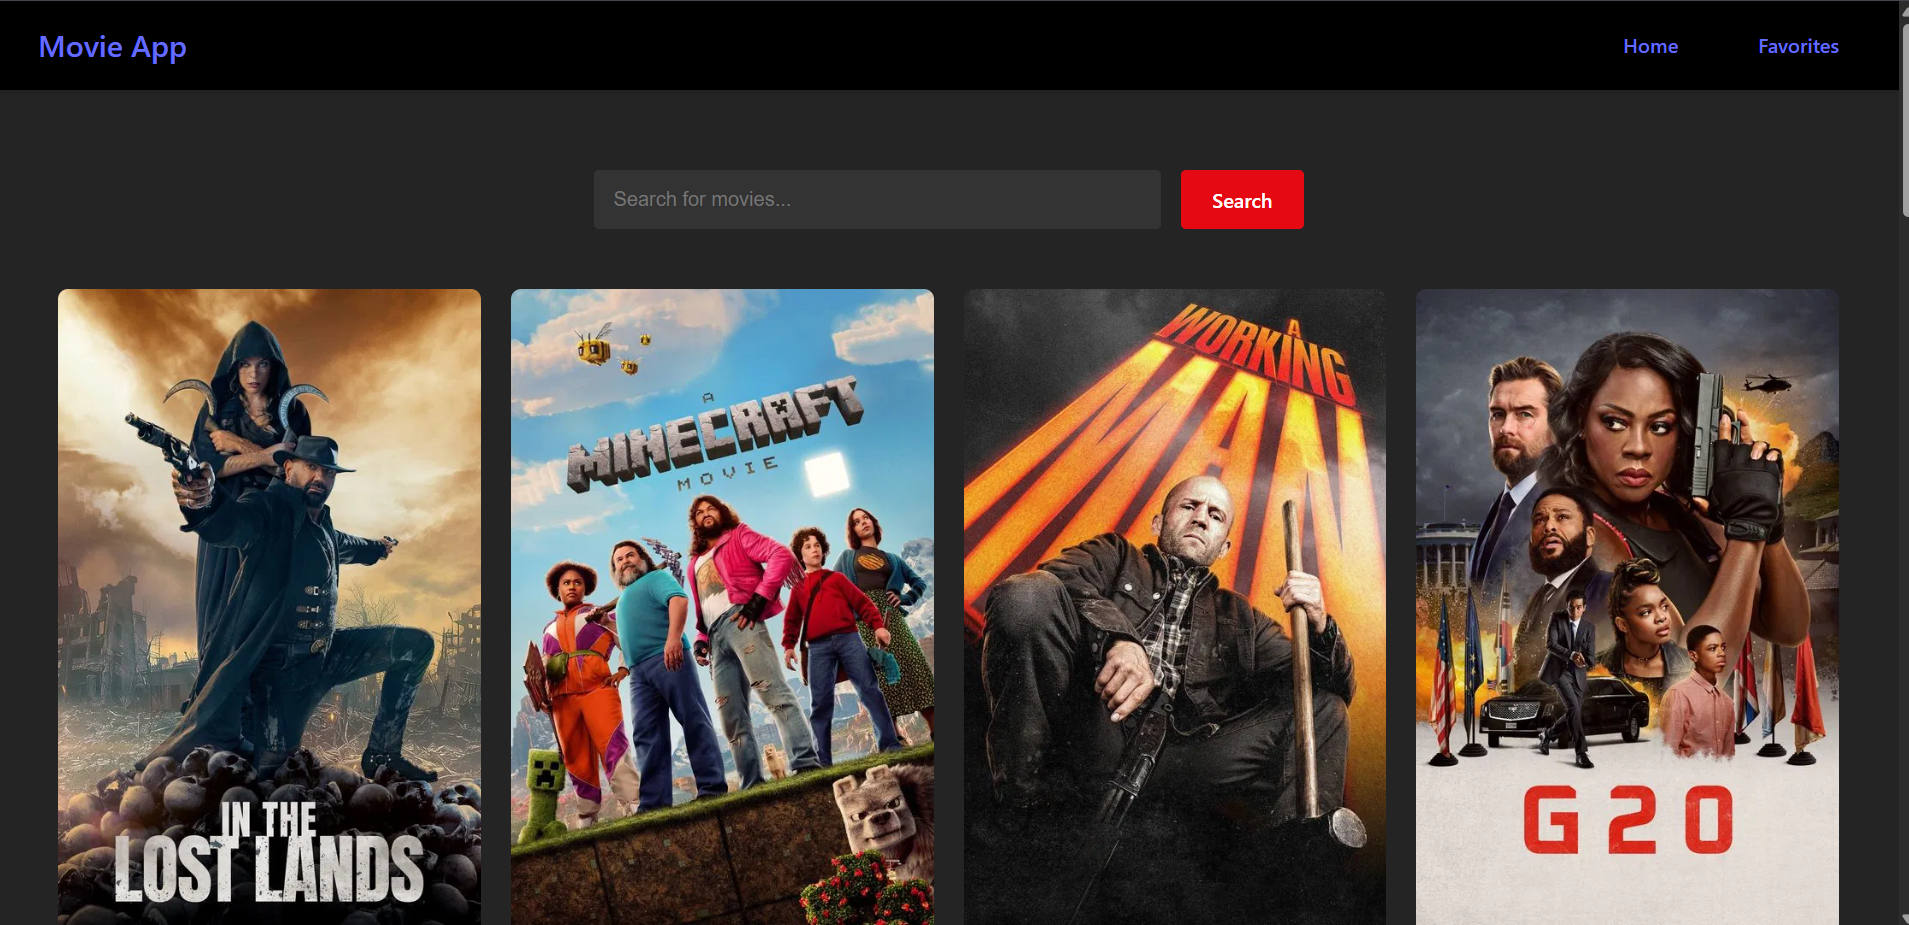 Movie App
Home
Favorites
Search for movies...
Search
IN THE
LOST LANDS
A
MINECRAFT
MOVIE
A
WORKING
MAN
G20